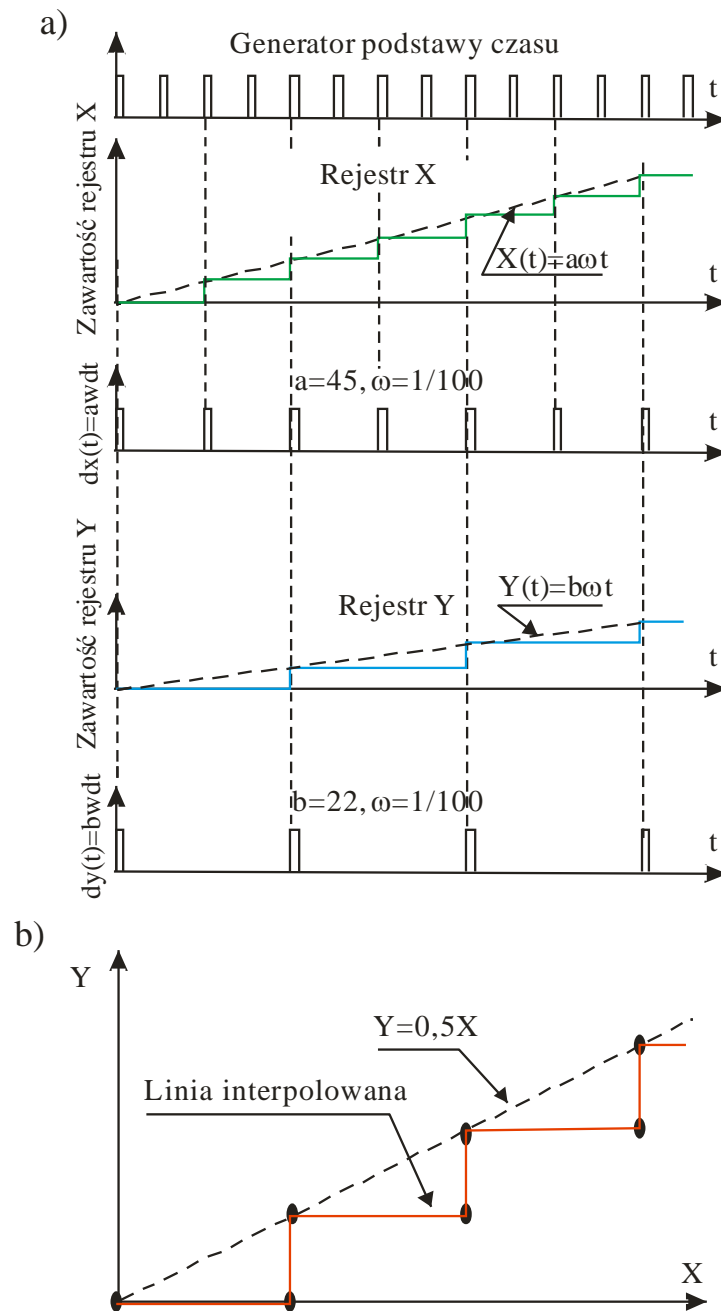 a)
Generator podstawy czasu
t
Zawartość rejestru X
Rejestr X
X(t)=aωt
t
dx(t)=awdt
a=45, ω=1/100
t
Zawartość rejestru Y
Rejestr Y
Y(t)=bωt
dy(t)=bwdt
b=22, ω=1/100
t
b)
Y
Y=0,5X
Linia interpolowana
X